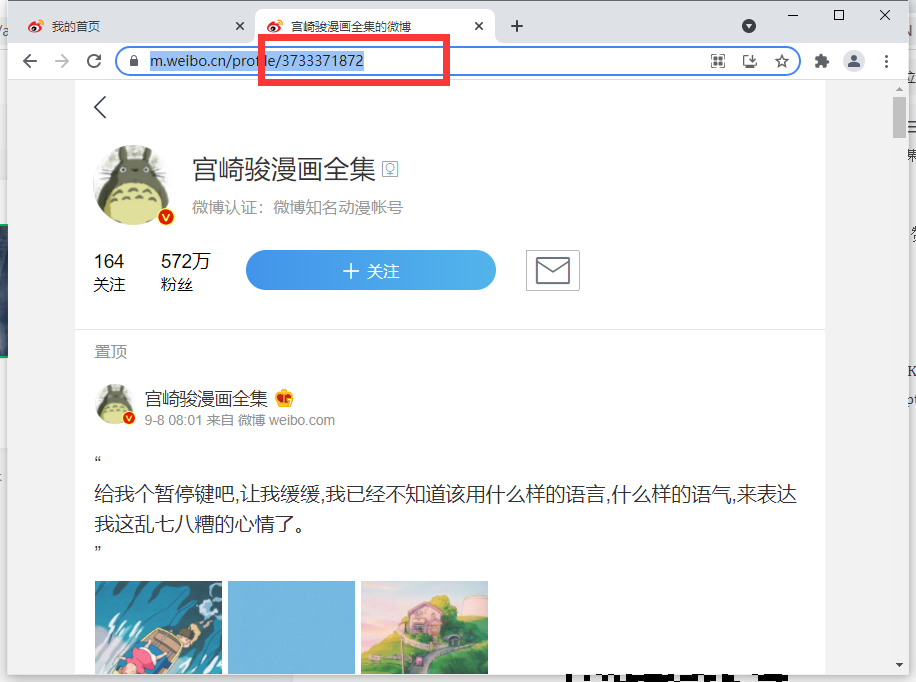 我的首页
宫崎骏漫画全集的微博
m.weibo.cn/profile/3733371872
宫崎骏漫画全集
微博认证：微博知名动漫帐号
164
关注
572万
粉丝
关注
置顶
宫崎骏漫画全集
9-8 08:01 来自 微博 weibo.com
“
给我个暂停键吧,让我缓缓,我已经不知道该用什么样的语言,什么样的语气,来表达
我这乱七八糟的心情了。
”